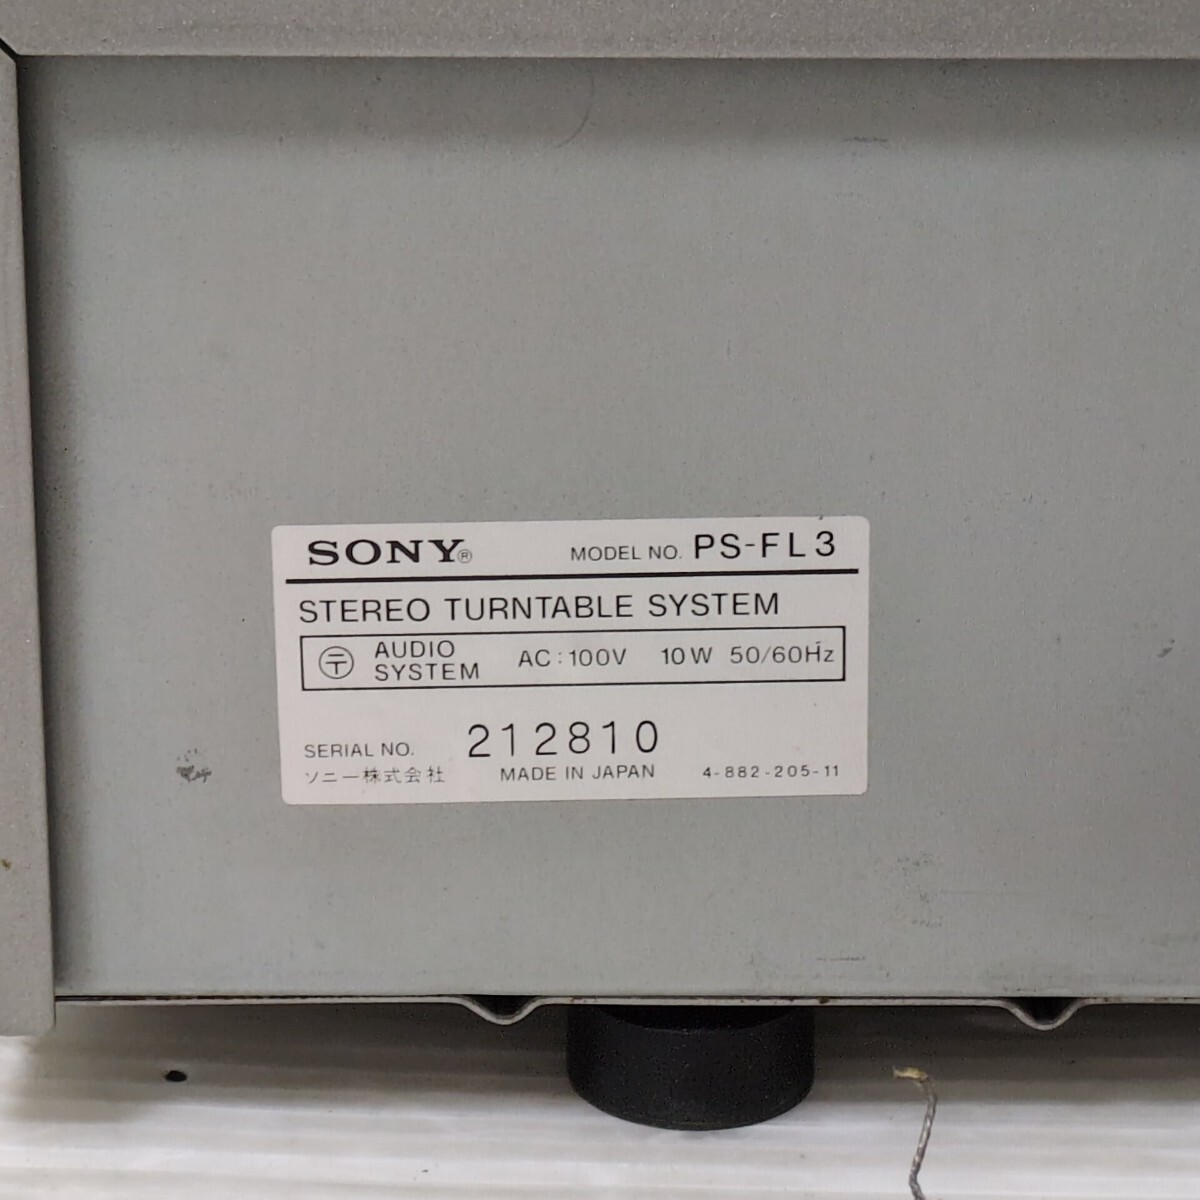 SONY® MODEL NO. PS-FL3
STEREO TURNTABLE SYSTEM
〒 AUDIO SYSTEM AC:100V 10W 50/60Hz
SERIAL NO. 212810
ソニー株式会社 MADE IN JAPAN 4-882-205-11